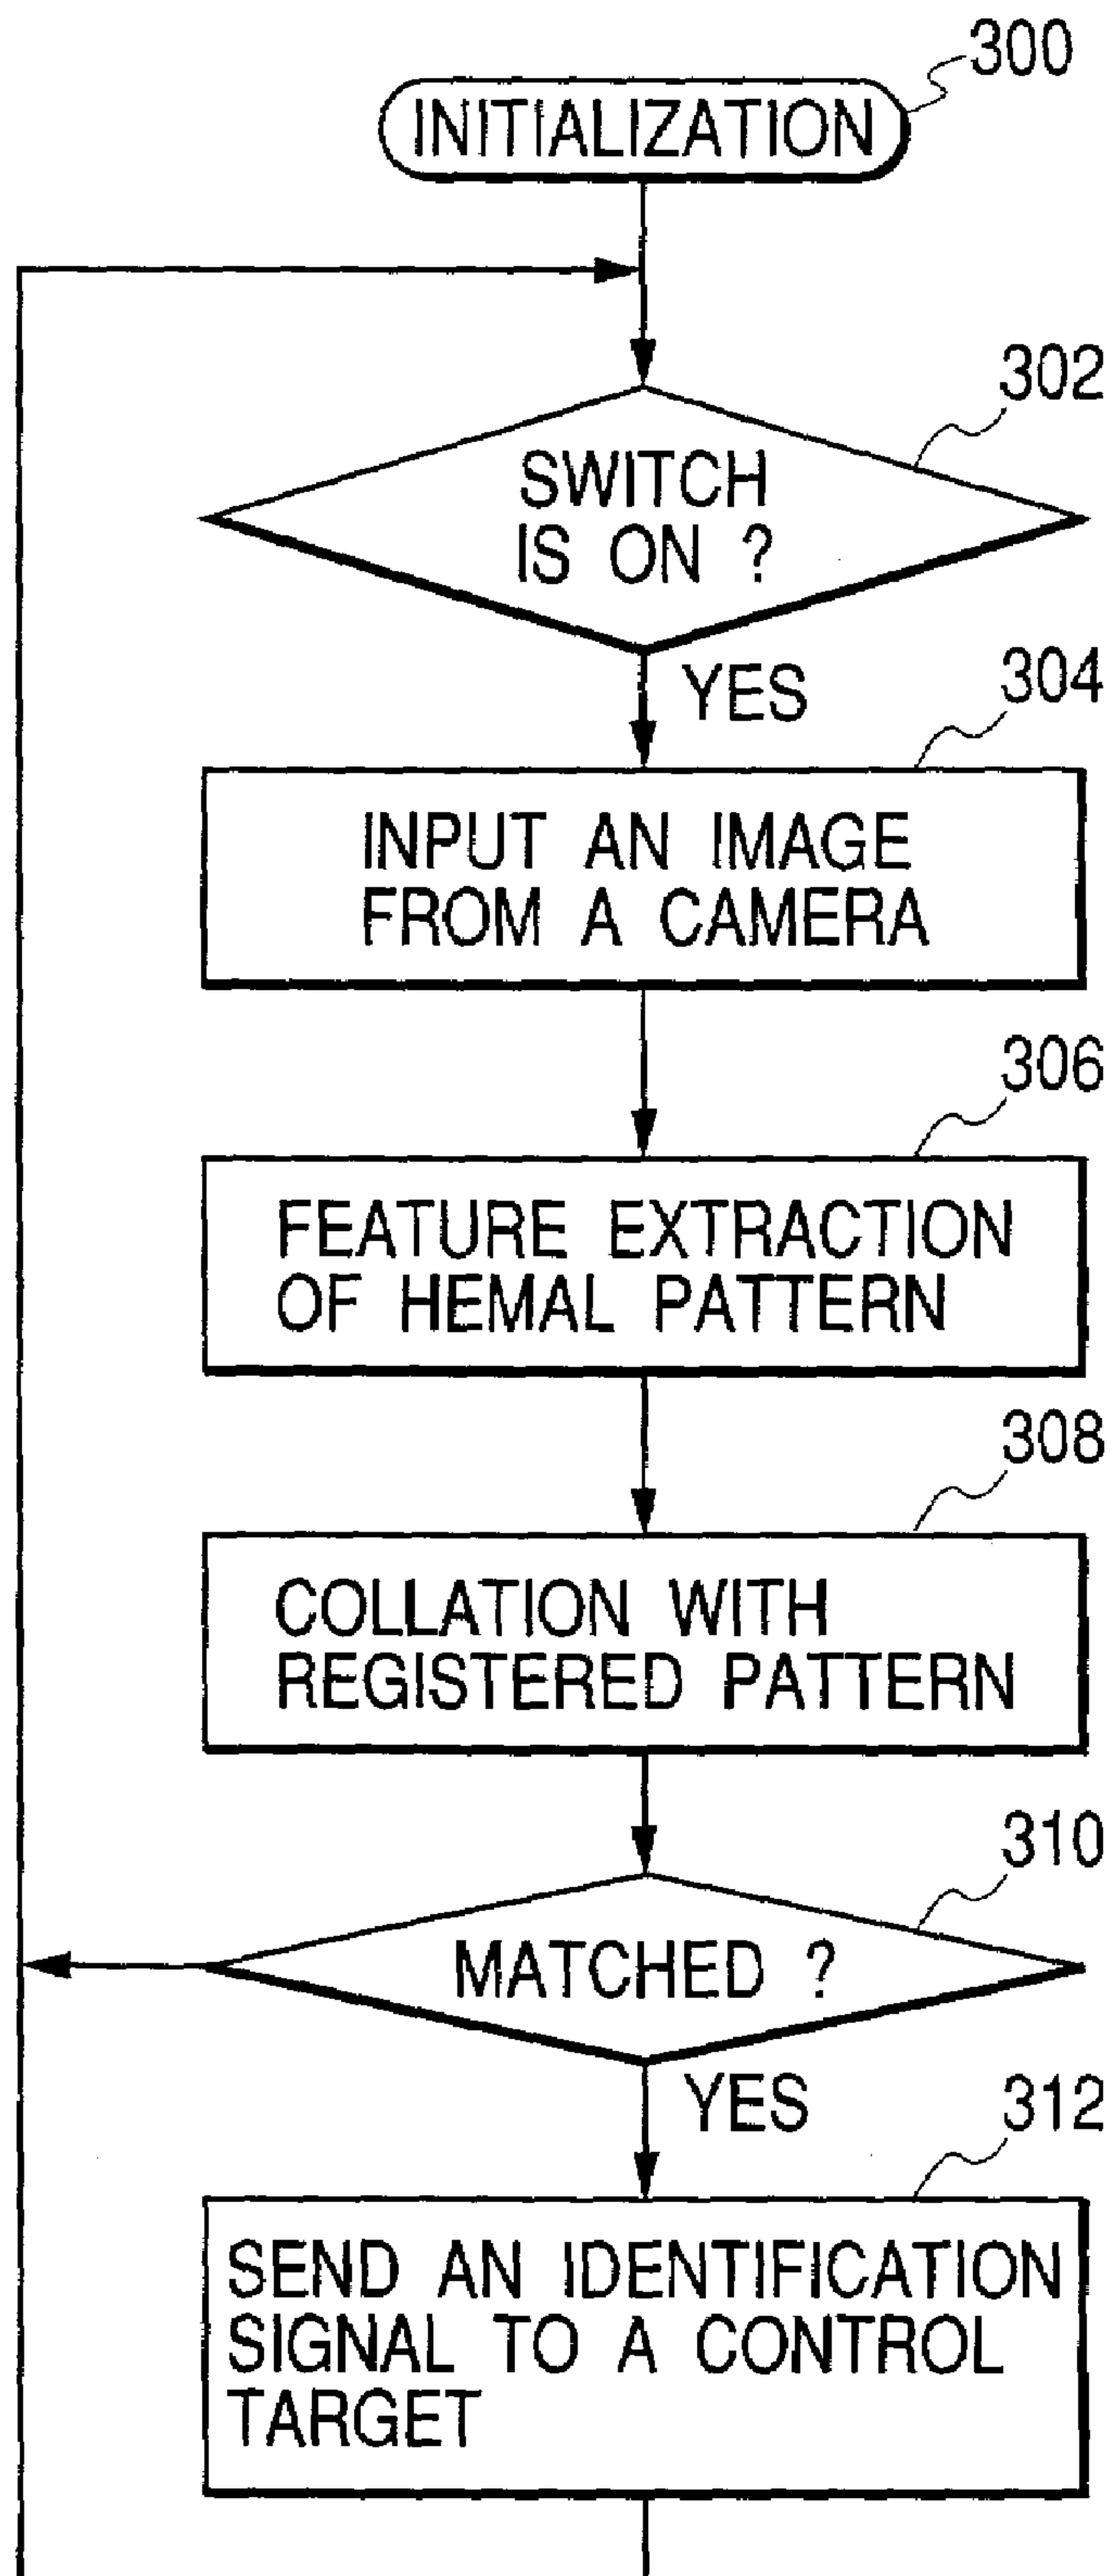 300
INITIALIZATION
302
SWITCH
IS ON ?
YES
304
INPUT AN IMAGE
FROM A CAMERA
306
FEATURE EXTRACTION
OF HEMAL PATTERN
308
COLLATION WITH
REGISTERED PATTERN
310
MATCHED ?
YES
312
SEND AN IDENTIFICATION
SIGNAL TO A CONTROL
TARGET